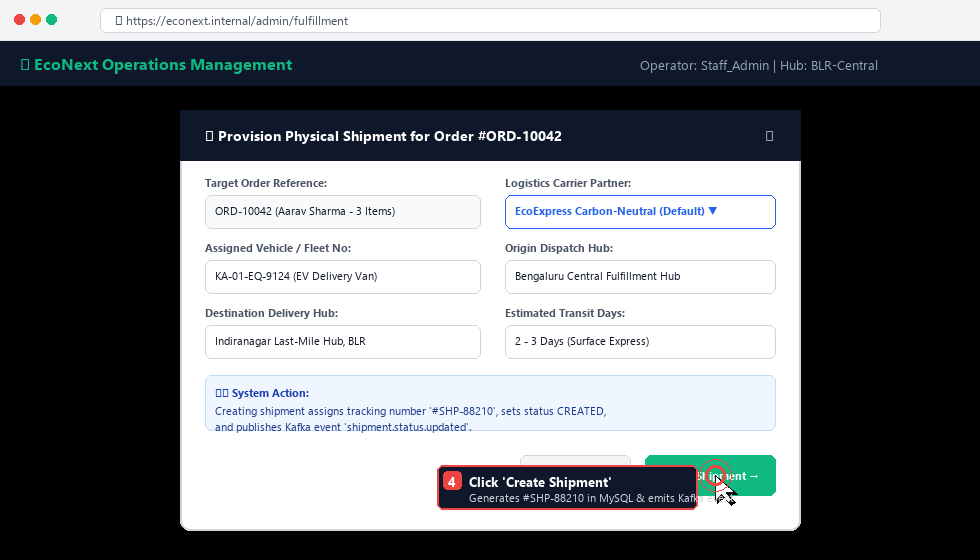 https://econext.internal/admin/fulfillment
EcoNext Operations Management
Operator: Staff_Admin | Hub: BLR-Central
Provision Physical Shipment for Order #ORD-10042
Target Order Reference:
Logistics Carrier Partner:
ORD-10042 (Aarav Sharma - 3 Items)
EcoExpress Carbon-Neutral (Default) ▼
Assigned Vehicle / Fleet No:
Origin Dispatch Hub:
KA-01-EQ-9124 (EV Delivery Van)
Bengaluru Central Fulfillment Hub
Destination Delivery Hub:
Estimated Transit Days:
Indiranagar Last-Mile Hub, BLR
2 - 3 Days (Surface Express)
System Action:
Creating shipment assigns tracking number '#SHP-88210', sets status CREATED,
and publishes Kafka event 'shipment.status.updated'.
Shipment →
4 Click 'Create Shipment'
Generates #SHP-88210 in MySQL & emits Kafka